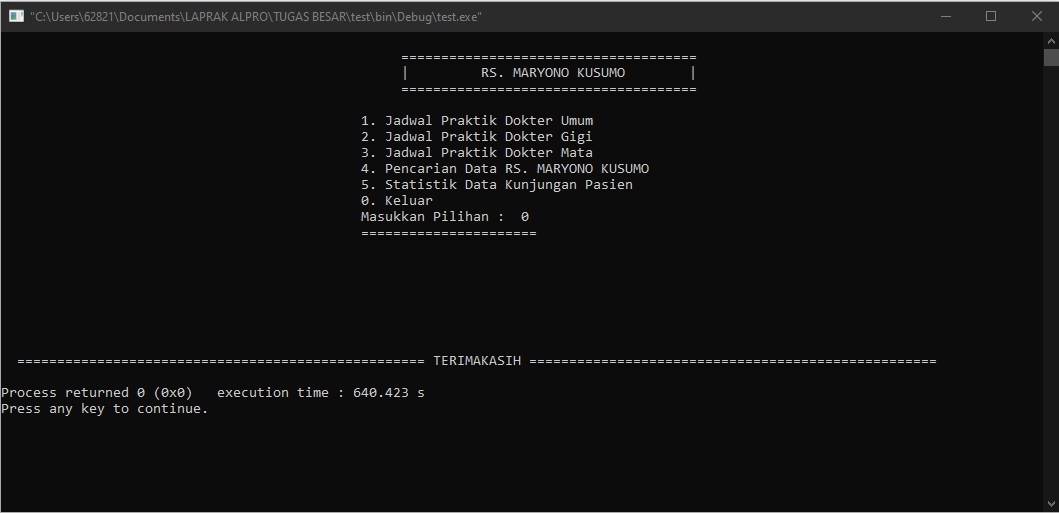 "C:\Users\62821\Documents\LAPRAK ALPRO\TUGAS BESAR\test\bin\Debug\test.exe"
=====================================
| RS. MARYONO KUSUMO |
=====================================
1. Jadwal Praktik Dokter Umum
2. Jadwal Praktik Dokter Gigi
3. Jadwal Praktik Dokter Mata
4. Pencarian Data RS. MARYONO KUSUMO
5. Statistik Data Kunjungan Pasien
0. Keluar
Masukkan Pilihan : 0
======================
=================================================== TERIMAKASIH ===================================================
Process returned 0 (0x0) execution time : 640.423 s
Press any key to continue.